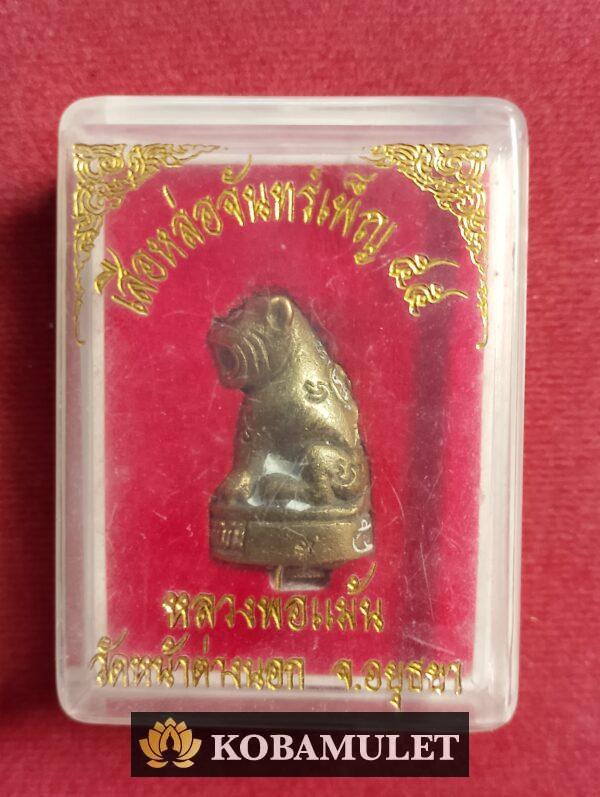 เสือหล่อจันทร์เพ็ญ ๕๕
หลวงพ่อแม้น
วัดหน้าต่างนอก จ.อยุธยา
KOBAMULET